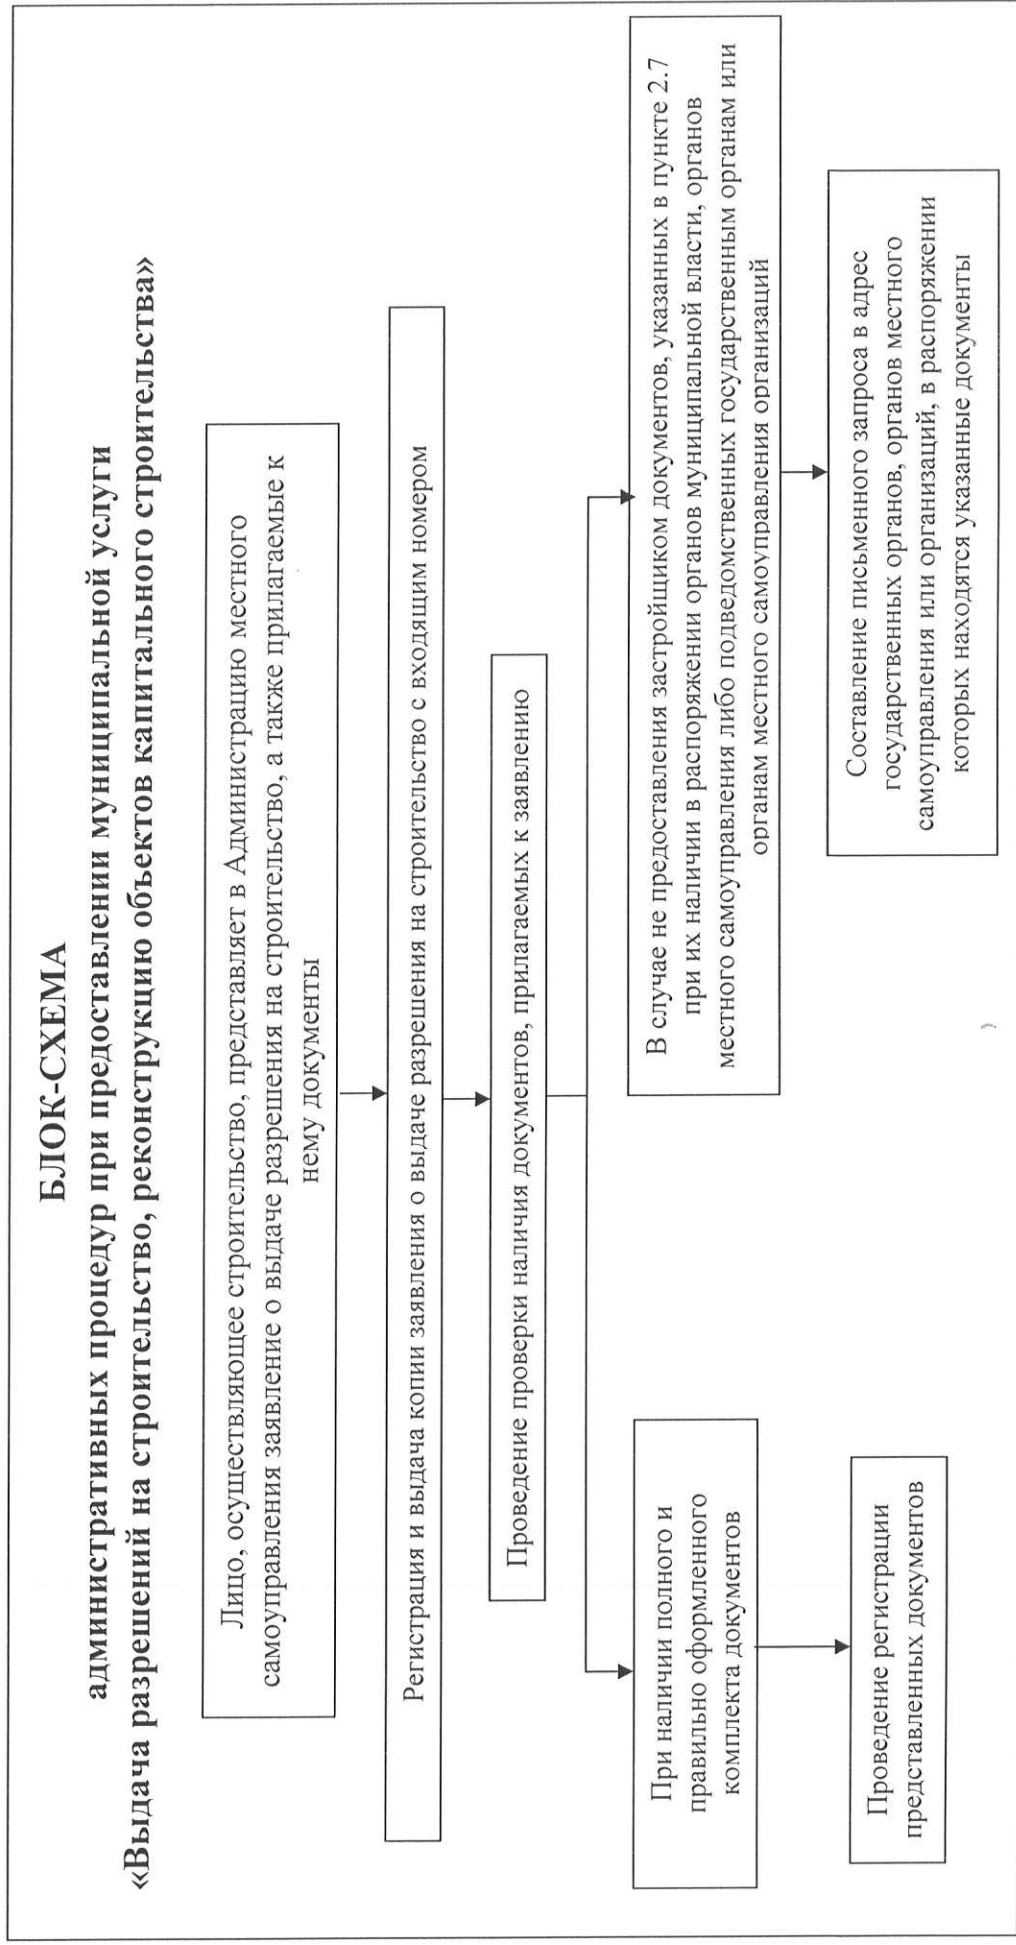 БЛОК-СХЕМА
административных процедур при предоставлении муниципальной услуги
«Выдача разрешений на строительство, реконструкцию объектов капитального строительства»
Лицо, осуществляющее строительство, представляет в Администрацию местного
самоуправления заявление о выдаче разрешения на строительство, а также прилагаемые к
нему документы
Регистрация и выдача копии заявления о выдаче разрешения на строительство с входящим номером
Проведение проверки наличия документов, прилагаемых к заявлению
При наличии полного и
правильно оформленного
комплекта документов
Проведение регистрации
представленных документов
В случае не предоставления застройщиком документов, указанных в пункте 2.7
при их наличии в распоряжении органов муниципальной власти, органов
местного самоуправления либо подведомственных государственным органам или
органам местного самоуправления организаций
Составление письменного запроса в адрес
государственных органов, органов местного
самоуправления или организаций, в распоряжении
которых находятся указанные документы